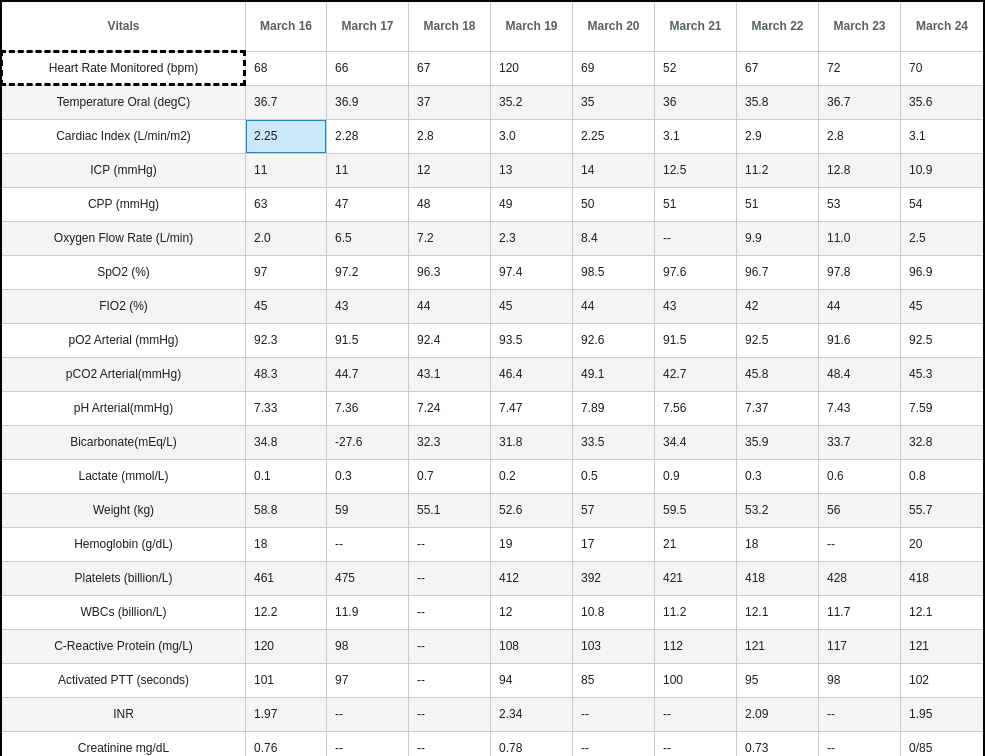 Vitals March 16 March 17 March 18 March 19 March 20 March 21 March 22 March 23 March 24
Heart Rate Monitored (bpm) 68 66 67 120 69 52 67 72 70
Temperature Oral (degC) 36.7 36.9 37 35.2 35 36 35.8 36.7 35.6
Cardiac Index (L/min/m2) 2.25 2.28 2.8 3.0 2.25 3.1 2.9 2.8 3.1
ICP (mmHg) 11 11 12 13 14 12.5 11.2 12.8 10.9
CPP (mmHg) 63 47 48 49 50 51 51 53 54
Oxygen Flow Rate (L/min) 2.0 6.5 7.2 2.3 8.4 -- 9.9 11.0 2.5
SpO2 (%) 97 97.2 96.3 97.4 98.5 97.6 96.7 97.8 96.9
FIO2 (%) 45 43 44 45 44 43 42 44 45
pO2 Arterial (mmHg) 92.3 91.5 92.4 93.5 92.6 91.5 92.5 91.6 92.5
pCO2 Arterial(mmHg) 48.3 44.7 43.1 46.4 49.1 42.7 45.8 48.4 45.3
pH Arterial(mmHg) 7.33 7.36 7.24 7.47 7.89 7.56 7.37 7.43 7.59
Bicarbonate(mEq/L) 34.8 -27.6 32.3 31.8 33.5 34.4 35.9 33.7 32.8
Lactate (mmol/L) 0.1 0.3 0.7 0.2 0.5 0.9 0.3 0.6 0.8
Weight (kg) 58.8 59 55.1 52.6 57 59.5 53.2 56 55.7
Hemoglobin (g/dL) 18 -- -- 19 17 21 18 -- 20
Platelets (billion/L) 461 475 -- 412 392 421 418 428 418
WBCs (billion/L) 12.2 11.9 -- 12 10.8 11.2 12.1 11.7 12.1
C-Reactive Protein (mg/L) 120 98 -- 108 103 112 121 117 121
Activated PTT (seconds) 101 97 -- 94 85 100 95 98 102
INR 1.97 -- -- 2.34 -- -- 2.09 -- 1.95
Creatinine mg/dL 0.76 -- -- 0.78 -- -- 0.73 -- 0/85